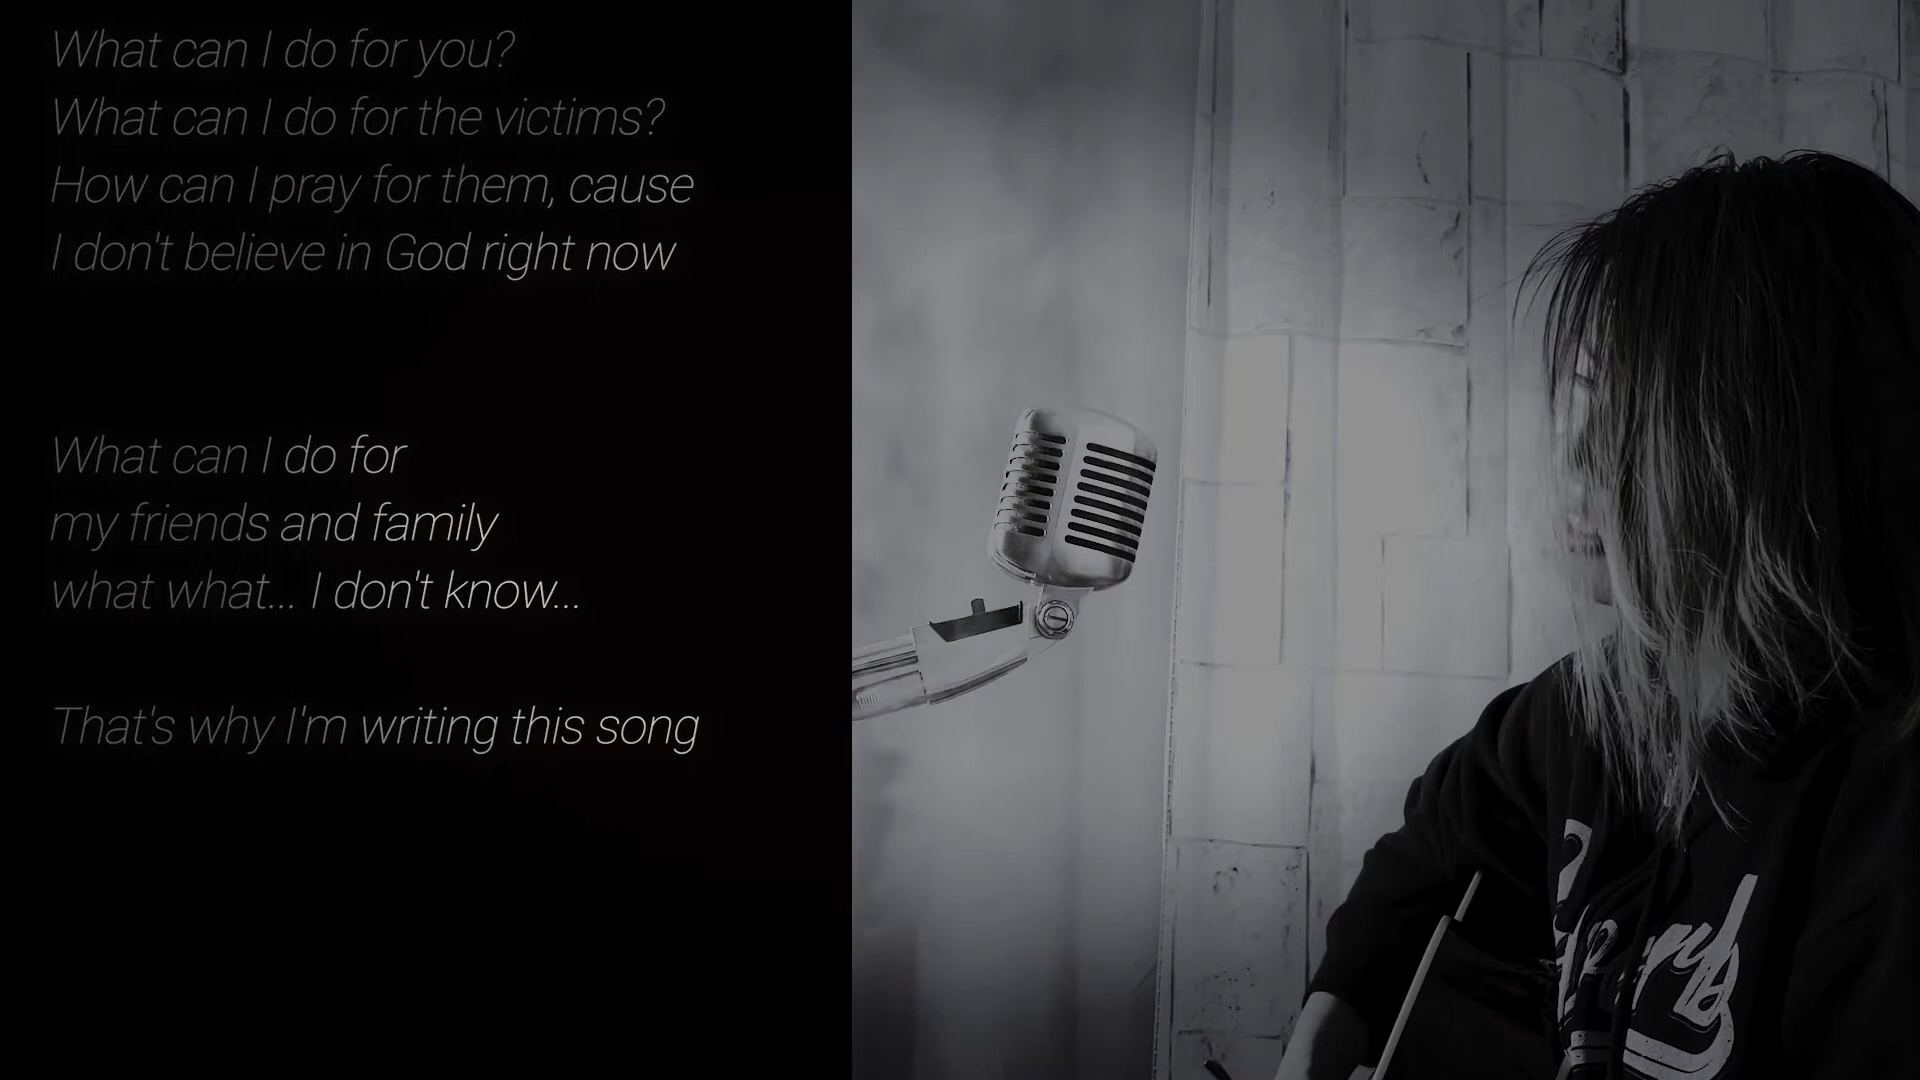 What can I do for you?
What can I do for the victims?
How can I pray for them, cause
I don't believe in God right now
What can I do for
my friends and family
what what... I don't know...
That's why I'm writing this song